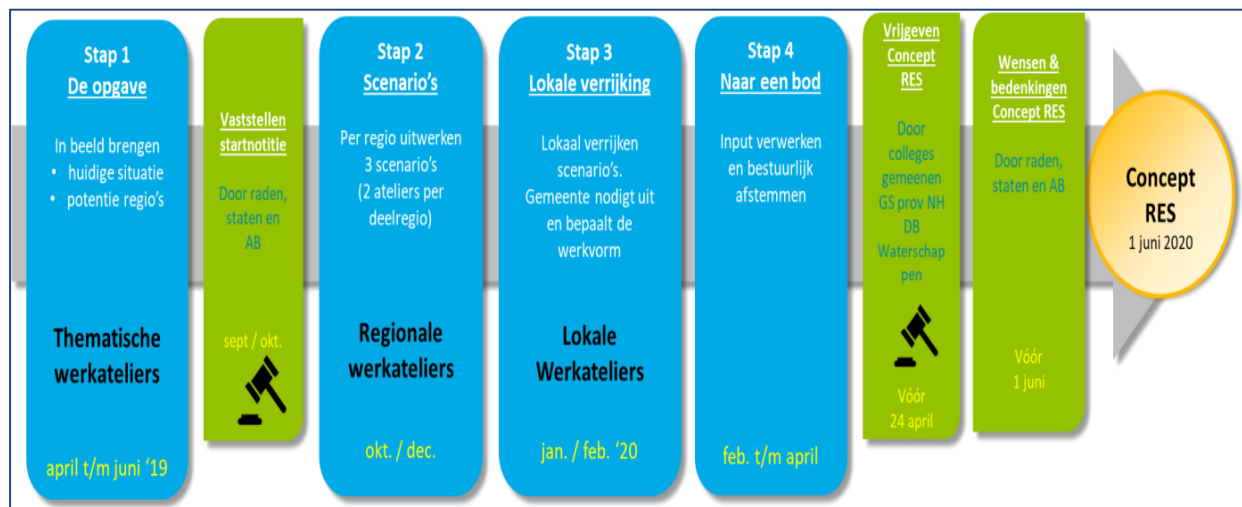 Stap 1
De opgave
In beeld brengen
• huidige situatie
• potentie regio's
Thematische
werkateliers
april t/m juni '19
Vaststellen
startnotitie
Door raden,
staten en
AB
sept / okt.
Stap 2
Scenario's
Per regio uitwerken
3 scenario's
(2 ateliers per
deelregio)
Regionale
werkateliers
okt. / dec.
Stap 3
Lokale verrijking
Lokaal verrijken
scenario's.
Gemeente nodigt uit
en bepaalt de
werkvorm
Lokale
Werkateliers
jan. / feb. '20
Stap 4
Naar een bod
Input verwerken
en bestuurlijk
afstemmen
feb. t/m april
Vrijgeven
Concept
RES
Door
colleges
gemeenen
GS prov NH
DB
Waterschap
pen
Vóór
24 april
Wensen &
bedenkingen
Concept RES
Door raden,
staten en AB
Vóór
1 juni
Concept
RES
1 juni 2020